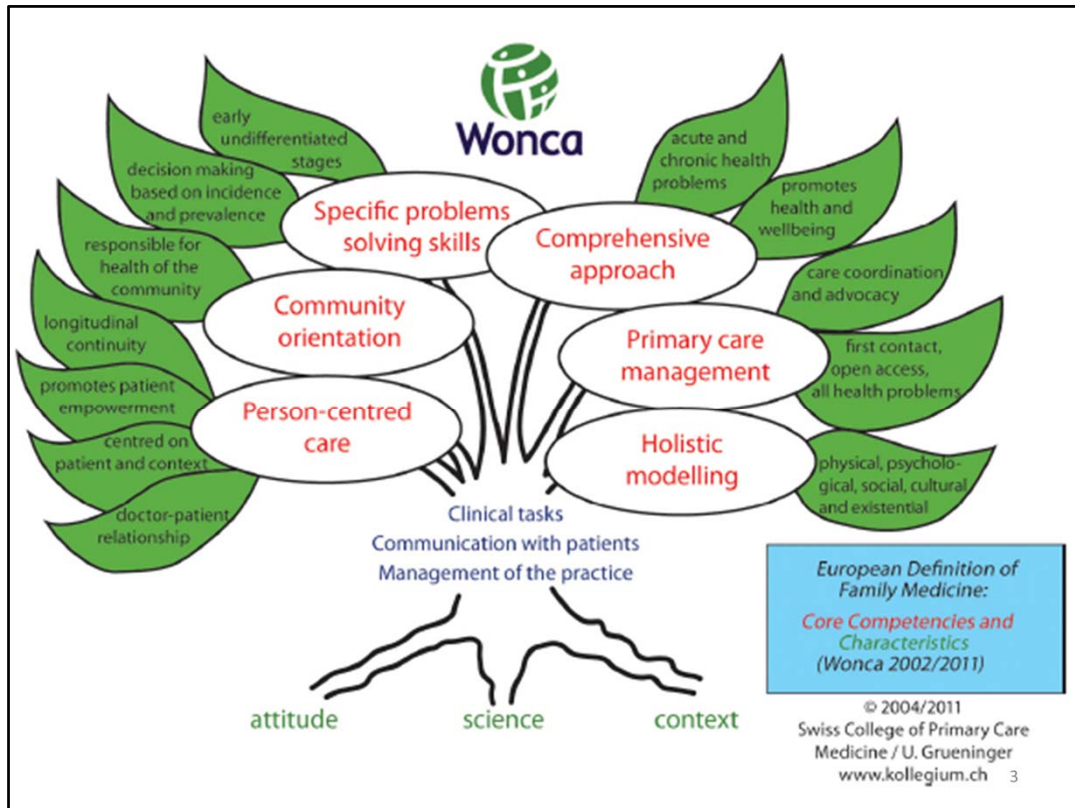 Wonca
early
undifferentiated
stages
decision making
based on incidence
and prevalence
responsible for
health of the
community
longitudinal
continuity
promotes patient
empowerment
centred on
patient and context
doctor-patient
relationship
Specific problems
solving skills
Community
orientation
Person-centred
care
Comprehensive
approach
Primary care
management
Holistic
modelling
acute and
chronic health
problems
promotes
health and
wellbeing
care coordination
and advocacy
first contact,
open access,
all health problems
physical, psycholo-
gical, social, cultural
and existential
Clinical tasks
Communication with patients
Management of the practice
attitude
science
context
European Definition of
Family Medicine:
Core Competencies and
Characteristics
(Wonca 2002/2011)
© 2004/2011
Swiss College of Primary Care
Medicine / U. Grueninger
www.kollegium.ch
3